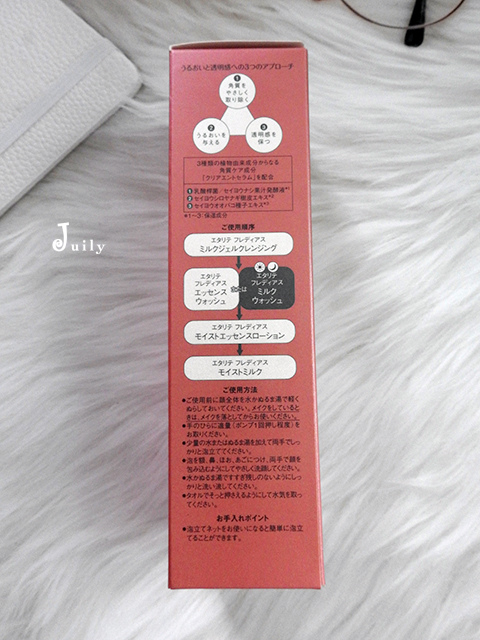 うるおいと透明感への3つのアプローチ
1
角質を
やさしく
取り除く
2
うるおいを
与える
3
透明感を
保つ
3種類の植物由来成分からなる
角質ケア成分
「クリアエントセラム」を配合
1乳酸桿菌/セイヨウナシ果汁発酵液*1
2セイヨウシロヤナギ樹皮エキス*2
3セイヨウオオバコ種子エキス*3
*1～3:保湿成分
Juily
ご使用順序
エタリテ フレディアス
ミルクジェルクレンジング
エタリテ
フレディアス
エッセンス
ウォッシュ
または
エタリテ
フレディアス
ミルク
ウォッシュ
エタリテ フレディアス
モイストエッセンスローション
エタリテ フレディアス
モイストミルク
ご使用方法
●ご使用前に顔全体を水かぬるま湯で軽く
ぬらしておいてください。メイクをしているとき
は、メイクを落としてからお使いください。
●手のひらに適量(ポンプ1回押し程度)
をお取りください。
●少量の水またはぬるま湯を加えて両手でしっ
かりと泡立ててください。
●泡を額、鼻、ほお、あごにつけ、両手で顔を
包み込むようにしてやさしく洗顔してください。
●水かぬるま湯ですすぎ残しのないようにしっ
かりと洗い流してください。
●タオルでそっと押さえるようにして水気を取っ
てください。
お手入れポイント
●泡立てネットをお使いになると簡単に泡立
てることができます。